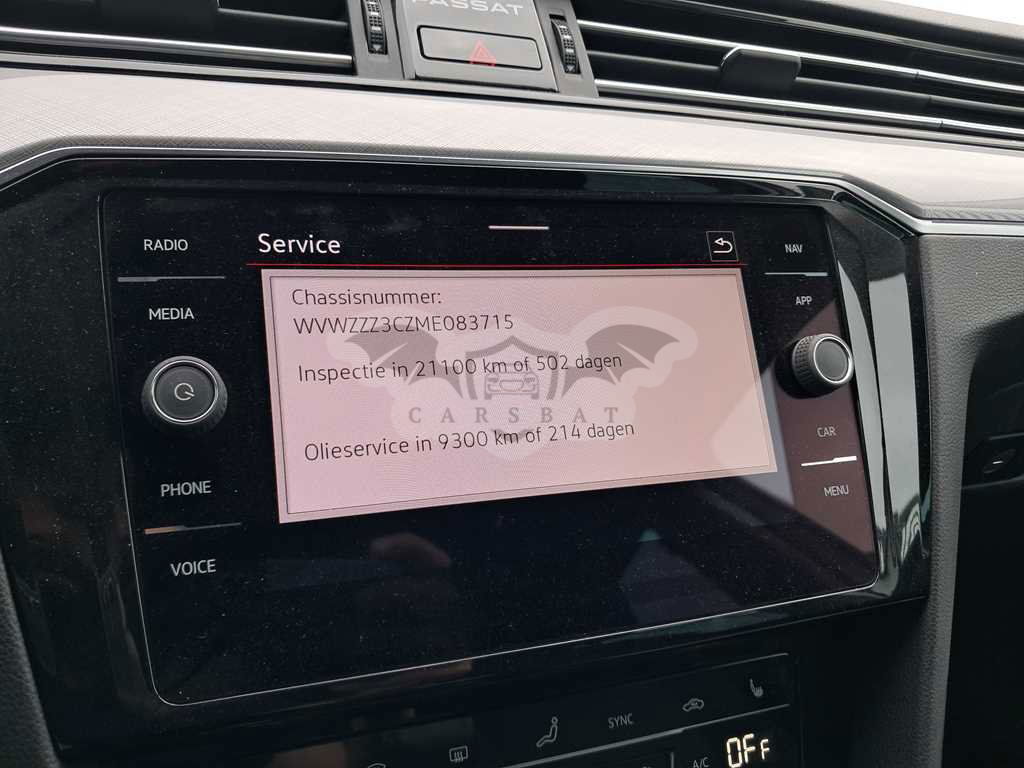 PASSAT
RADIO
Service
NAV
MEDIA
APP
Chassisnummer:
WVWZZZ3CZME083715
Inspectie in 21100 km of 502 dagen
CARSBAT
Olieservice in 9300 km of 214 dagen
CAR
PHONE
MENU
VOICE
SYNC
A/C
OFF